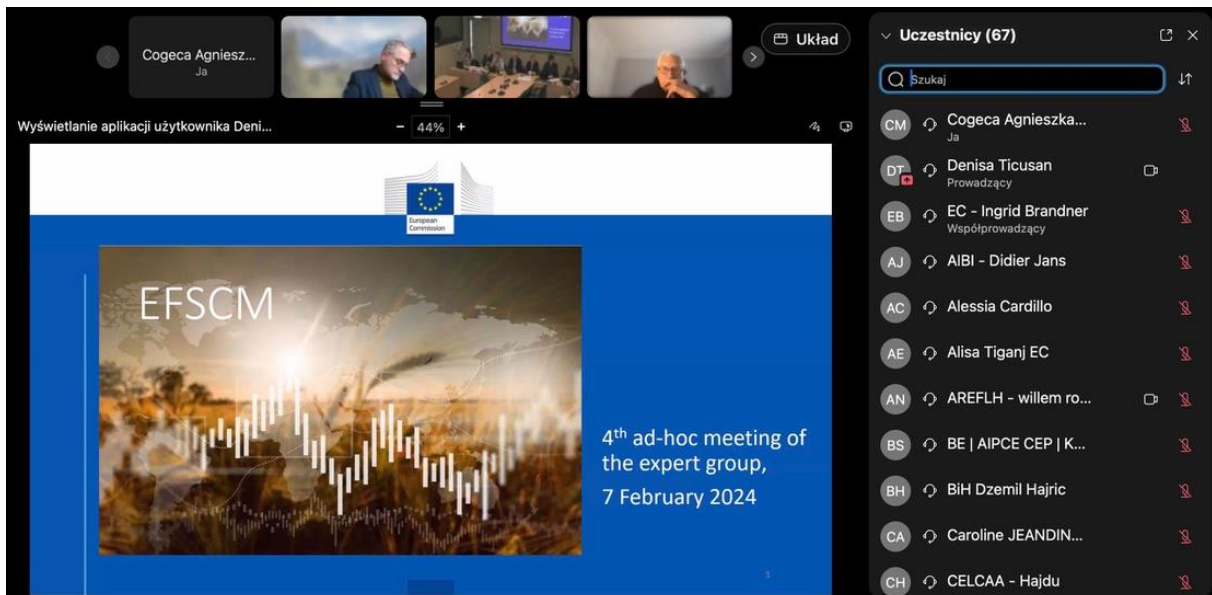 Cogeca Agniesz...
Ja
Układ
Wyświetlanie aplikacji użytkownika Deni...
- 44% +
European
Commission
EFSCM
4th ad-hoc meeting of
the expert group,
7 February 2024
1
Uczestnicy (67)
Szukaj
CM Cogeca Agnieszka...
Ja
DT Denisa Ticusan
Prowadzący
EB EC - Ingrid Brandner
Współprowadzący
AJ AIBI - Didier Jans
AC Alessia Cardillo
AE Alisa Tiganj EC
AN AREFLH - willem ro...
BS BE | AIPCE CEP | K...
BH BiH Dzemil Hajric
CA Caroline JEANDIN...
CH CELCAA - Hajdu